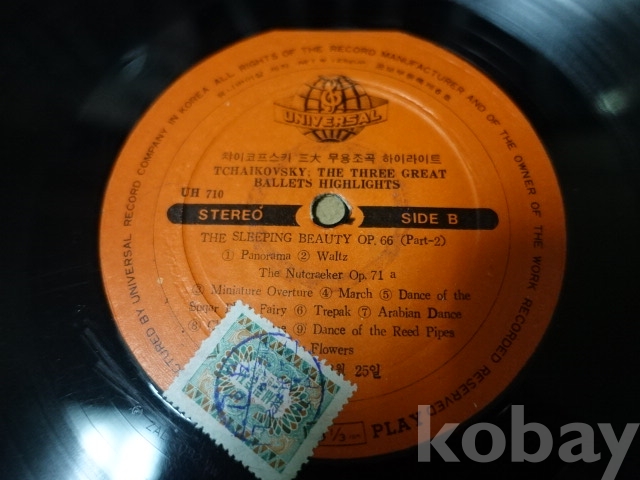 ALL RIGHTS OF THE RECORD MANUFACTURER AND OF THE OWNER OF THE WORK RECORDED RESERVED
UNIVERSAL
차이코프스키 三大 무용조곡 하이라이트
TCHAIKOVSKY; THE THREE GREAT
BALLETS HIGHLIGHTS
UH 710
STEREO SIDE B
THE SLEEPING BEAUTY OP. 66 (Part-2)
① Panorama ② Waltz
The Nutcracker Op. 71 a
③ Miniature Overture ④ March ⑤ Dance of the
Fairy ⑥ Trepak ⑦ Arabian Dance
⑨ Dance of the Reed Pipes
Flowers
25일
BY UNIVERSAL RECORD COMPANY IN KOREA
33⅓
kobay